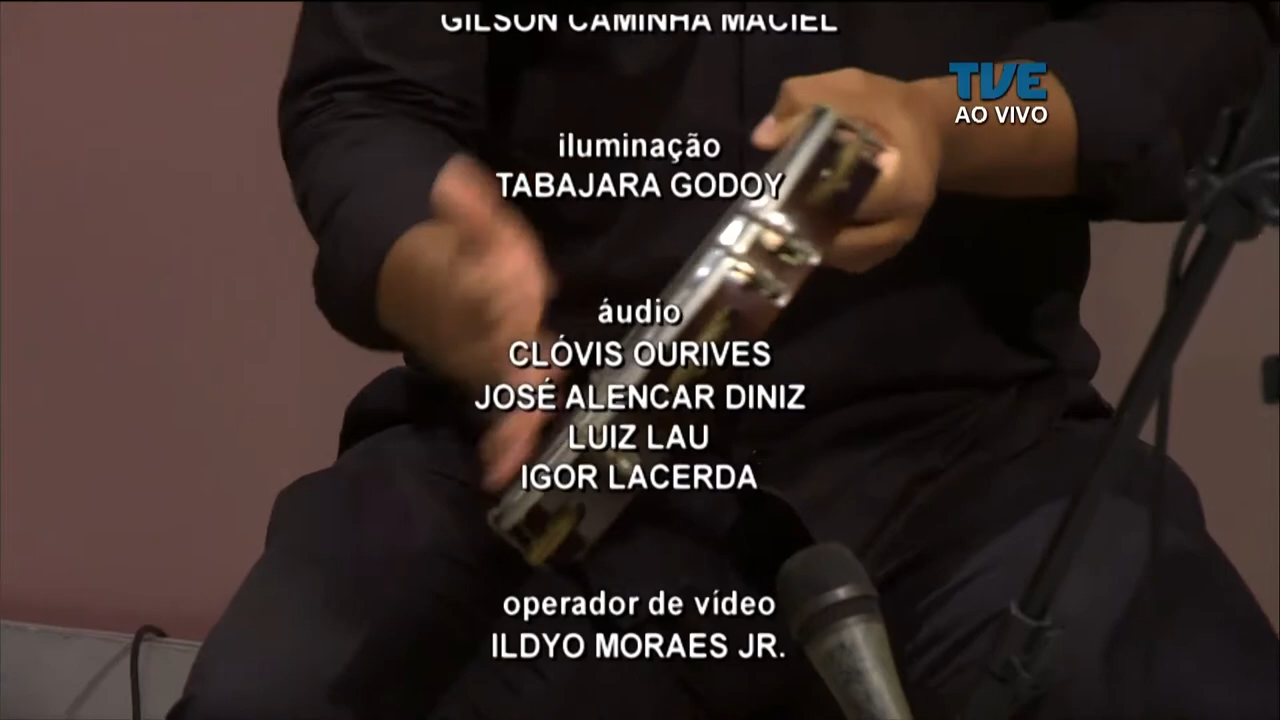 GILSON CAMINHA MACIEL
TVE
AO VIVO
iluminação
TABAJARA GODOY
áudio
CLÓVIS OURIVES
JOSÉ ALENCAR DINIZ
LUIZ LAU
IGOR LACERDA
operador de vídeo
ILDYO MORAES JR.